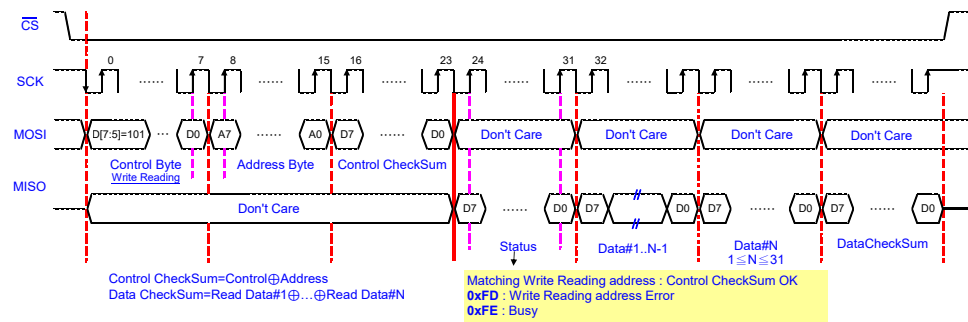 CS
0 7 8 15 16 23 24 31 32
SCK ...... ...... ...... ...... ...... ...... ......
MOSI D[7:5]=101 ... D0 A7 ...... A0 D7 ...... D0 Don't Care Don't Care Don't Care Don't Care
Control Byte Address Byte Control CheckSum
Write Reading
MISO
Don't Care D7 ...... D0 D7 D0 D7 ...... D0 D7 ...... D0
Status Data#1..N-1 Data#N DataCheckSum
1≦N≦31
Control CheckSum=Control⊕Address
Data CheckSum=Read Data#1⊕…⊕Read Data#N
Matching Write Reading address : Control CheckSum OK
0xFD : Write Reading address Error
0xFE : Busy